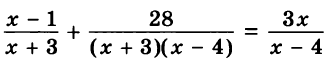 (x − 1)/(x + 3) + 28/((x + 3)(x − 4)) = 3x/(x − 4)